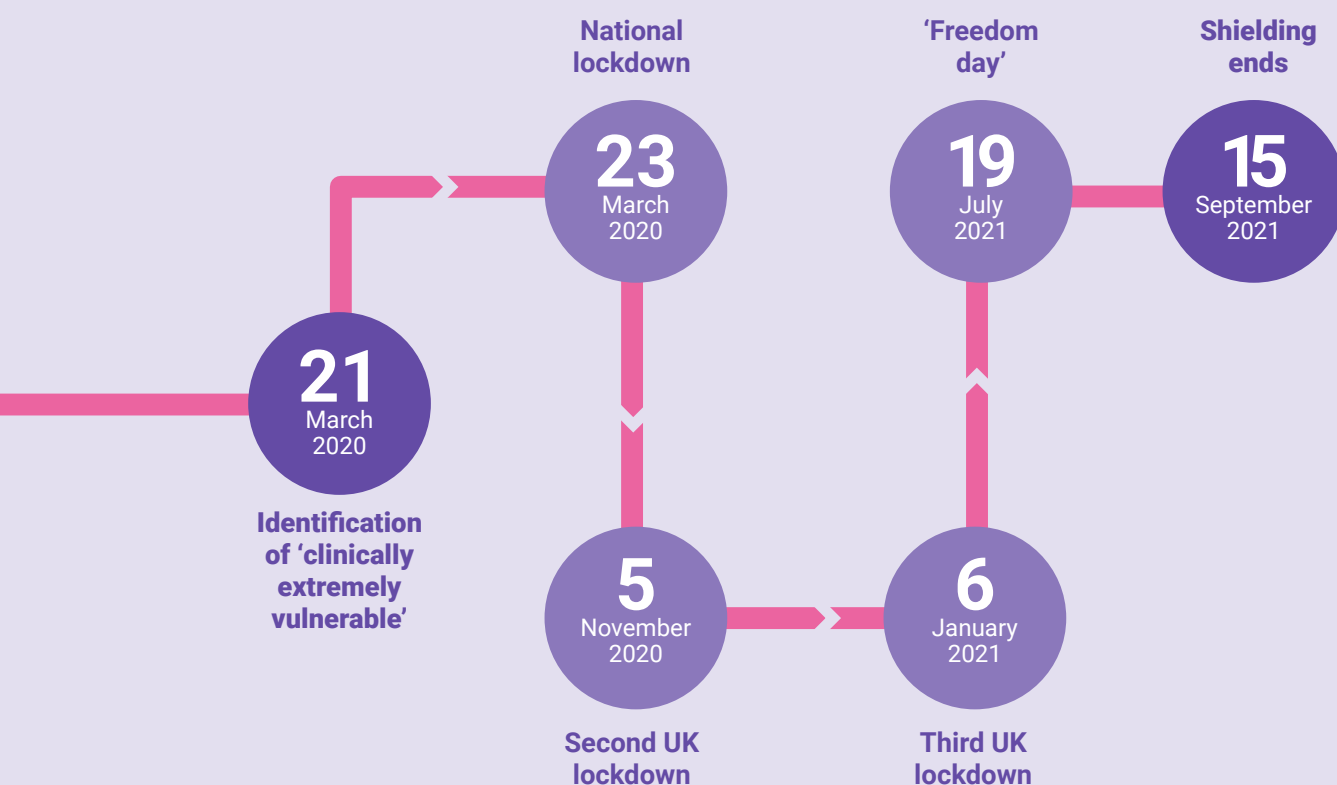 21
March
2020
Identification
of ‘clinically
extremely
vulnerable’
National
lockdown
23
March
2020
5
November
2020
Second UK
lockdown
6
January
2021
Third UK
lockdown
‘Freedom
day’
19
July
2021
Shielding
ends
15
September
2021